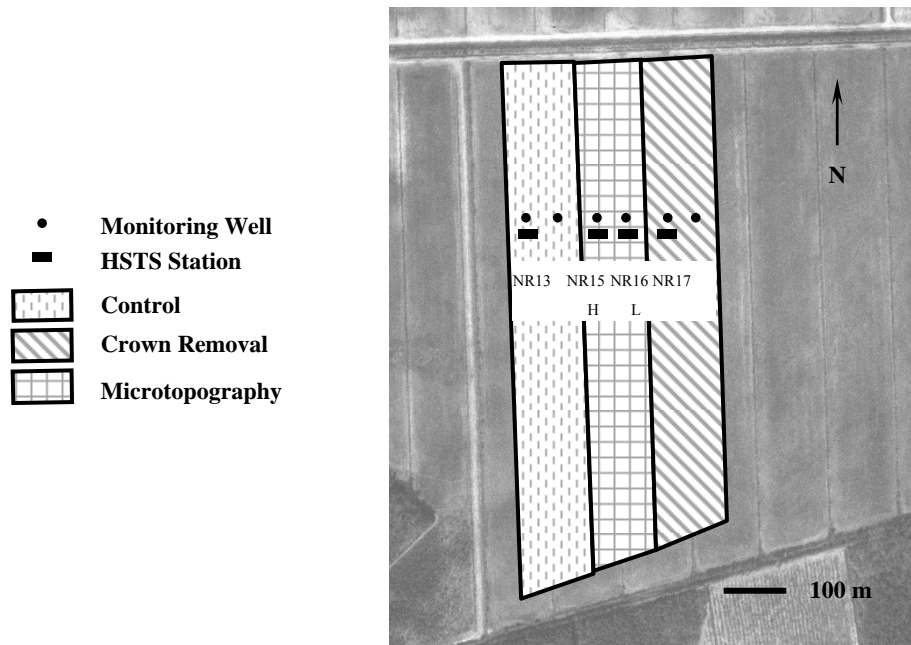 Monitoring Well
HSTS Station
Control
Crown Removal
Microtopography
N
NR13 NR15 NR16 NR17
H L
100 m